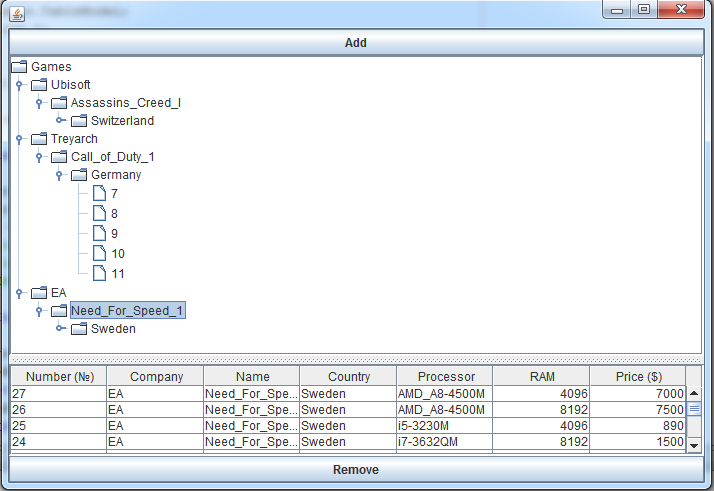 Add
Games
Ubisoft
Assassins_Creed_I
Switzerland
Treyarch
Call_of_Duty_1
Germany
7
8
9
10
11
EA
Need_For_Speed_1
Sweden
Number (№) Company Name Country Processor RAM Price ($)
27 EA Need_For_Spe... Sweden AMD_A8-4500M 4096 7000
26 EA Need_For_Spe... Sweden AMD_A8-4500M 8192 7500
25 EA Need_For_Spe... Sweden i5-3230M 4096 890
24 EA Need_For_Spe... Sweden i7-3632QM 8192 1500
Remove